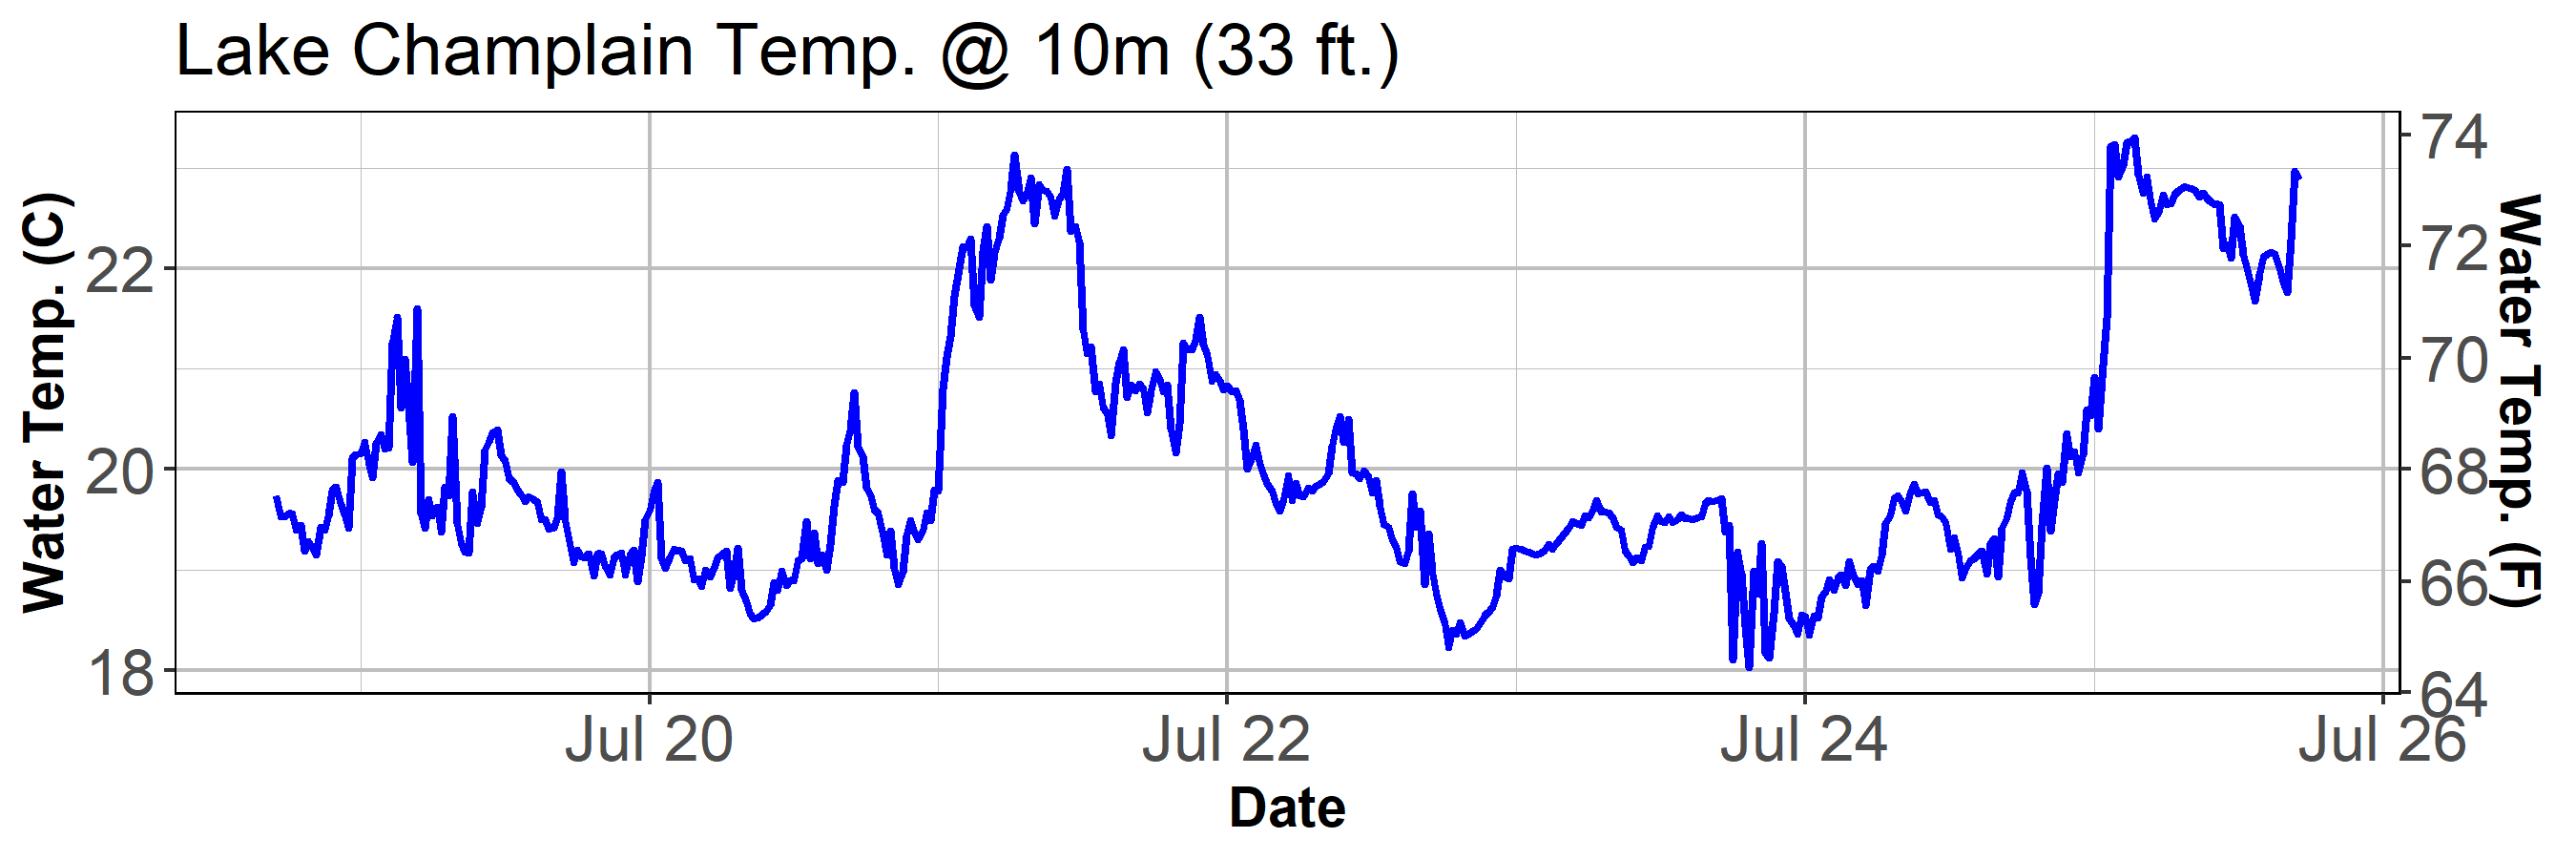 Lake Champlain Temp. @ 10m (33 ft.)
Water Temp. (C)
22
20
18
74
72
70
68
66
64
Water Temp. (F)
Jul 20
Jul 22
Jul 24
Jul 26
Date